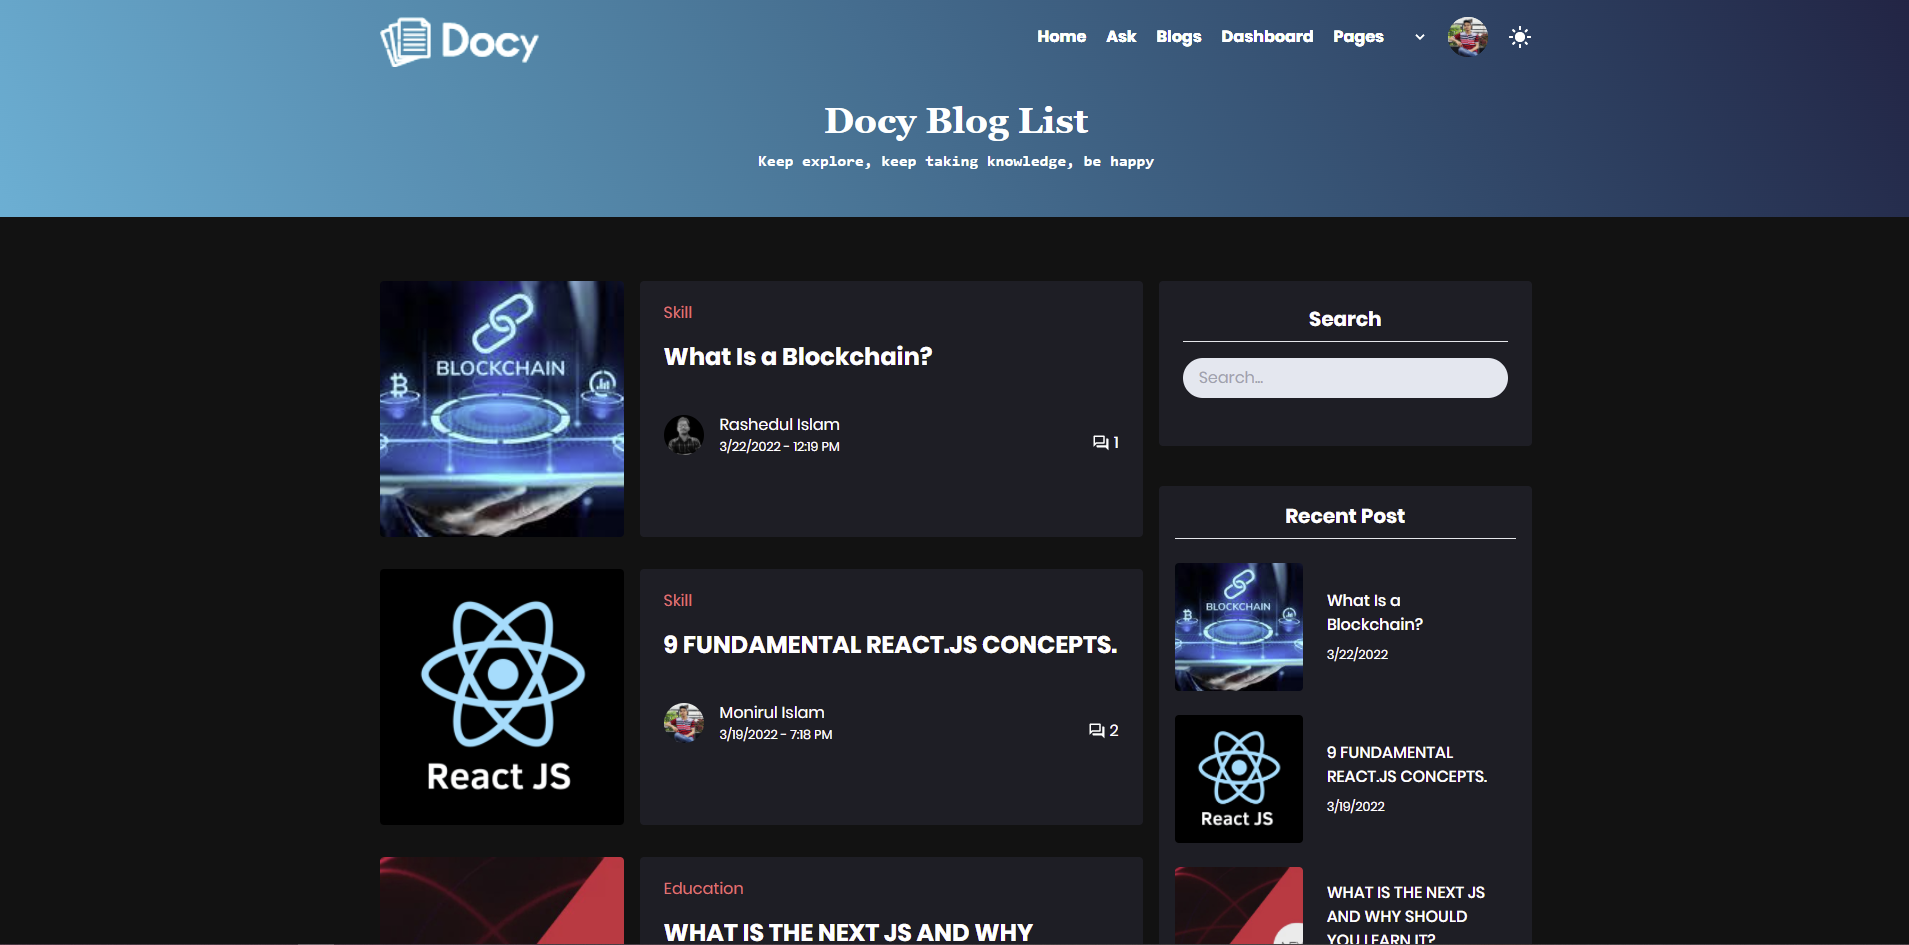 Docy
Home Ask Blogs Dashboard Pages
Docy Blog List
Keep explore, keep taking knowledge, be happy
BLOCKCHAIN
Skill
What Is a Blockchain?
Rashedul Islam
3/22/2022 - 12:19 PM
1
React JS
Skill
9 FUNDAMENTAL REACT.JS CONCEPTS.
Monirul Islam
3/19/2022 - 7:18 PM
2
Education
WHAT IS THE NEXT JS AND WHY
Search
Search...
Recent Post
BLOCKCHAIN
What Is a
Blockchain?
3/22/2022
React JS
9 FUNDAMENTAL
REACT.JS CONCEPTS.
3/19/2022
WHAT IS THE NEXT JS
AND WHY SHOULD
YOU LEARN IT?